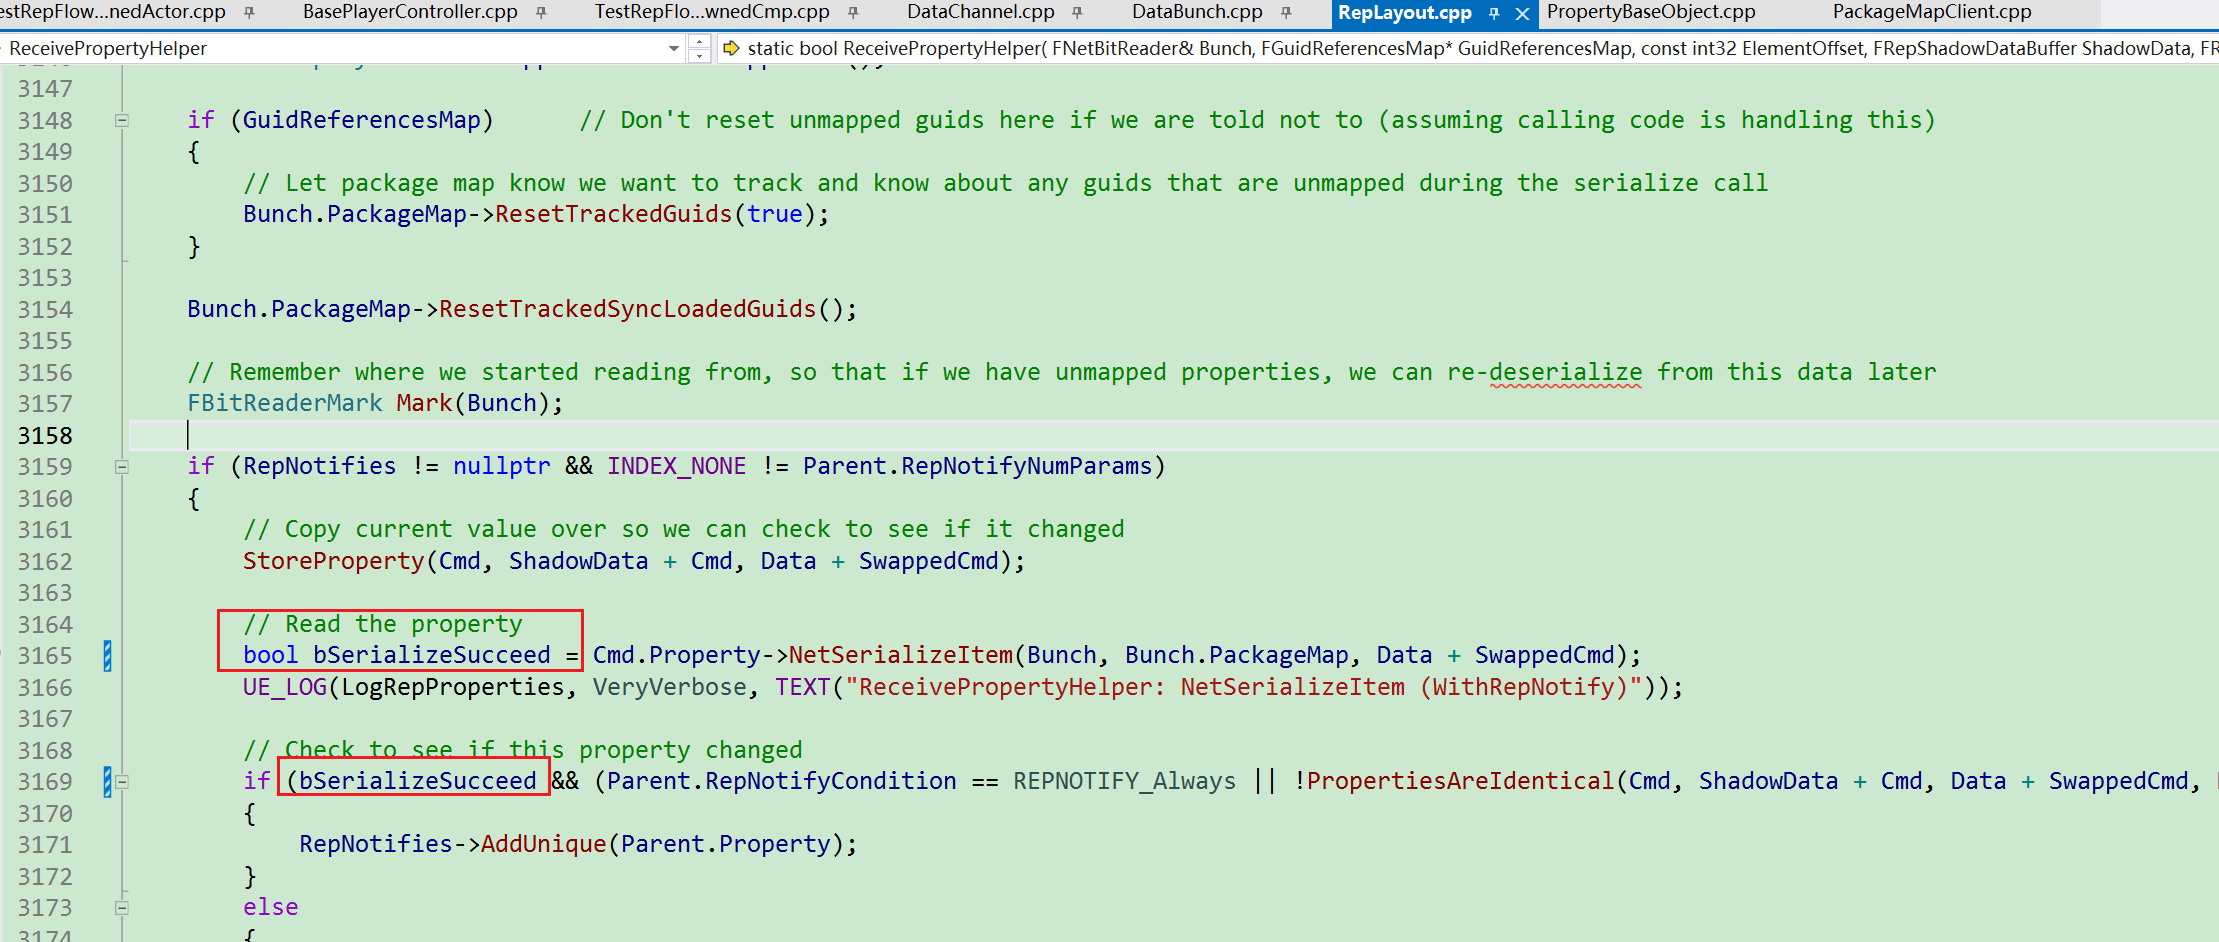 estRepFlow...nedActor.cpp BasePlayerController.cpp TestRepFlo...wnedCmp.cpp DataChannel.cpp DataBunch.cpp RepLayout.cpp PropertyBaseObject.cpp PackageMapClient.cpp
ReceivePropertyHelper static bool ReceivePropertyHelper( FNetBitReader& Bunch, FGuidReferencesMap* GuidReferencesMap, const int32 ElementOffset, FRepShadowDataBuffer ShadowData, FR
3147
3148 if (GuidReferencesMap) // Don't reset unmapped guids here if we are told not to (assuming calling code is handling this)
3149 {
3150 // Let package map know we want to track and know about any guids that are unmapped during the serialize call
3151 Bunch.PackageMap->ResetTrackedGuids(true);
3152 }
3153
3154 Bunch.PackageMap->ResetTrackedSyncLoadedGuids();
3155
3156 // Remember where we started reading from, so that if we have unmapped properties, we can re-deserialize from this data later
3157 FBitReaderMark Mark(Bunch);
3158
3159 if (RepNotifies != nullptr && INDEX_NONE != Parent.RepNotifyNumParams)
3160 {
3161 // Copy current value over so we can check to see if it changed
3162 StoreProperty(Cmd, ShadowData + Cmd, Data + SwappedCmd);
3163
3164 // Read the property
3165 bool bSerializeSucceed = Cmd.Property->NetSerializeItem(Bunch, Bunch.PackageMap, Data + SwappedCmd);
3166 UE_LOG(LogRepProperties, VeryVerbose, TEXT("ReceivePropertyHelper: NetSerializeItem (WithRepNotify)"));
3167
3168 // Check to see if this property changed
3169 if (bSerializeSucceed && (Parent.RepNotifyCondition == REPNOTIFY_Always || !PropertiesAreIdentical(Cmd, ShadowData + Cmd, Data + SwappedCmd,
3170 {
3171 RepNotifies->AddUnique(Parent.Property);
3172 }
3173 else
3174 {